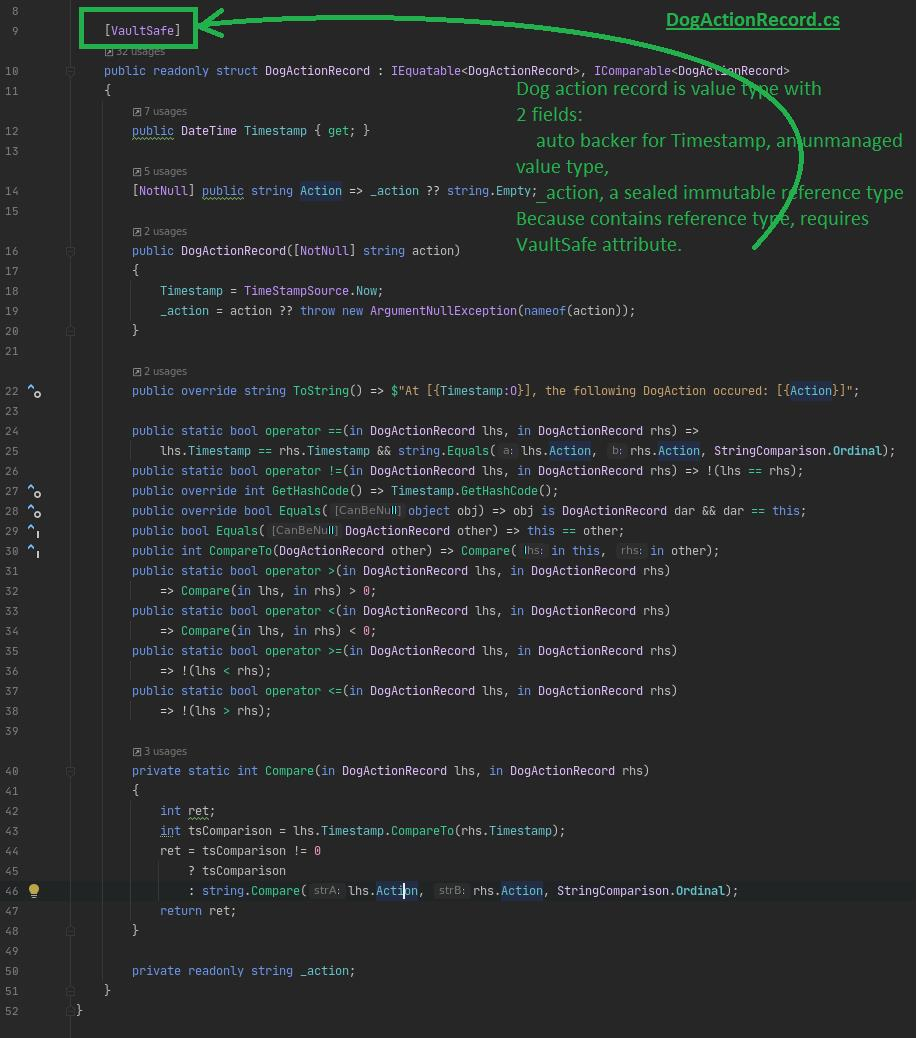 DogActionRecord.cs
8
9 [VaultSafe]
32 usages
10 public readonly struct DogActionRecord : IEquatable<DogActionRecord>, IComparable<DogActionRecord>
11 {
Dog action record is value type with
2 fields:
auto backer for Timestamp, an unmanaged
value type,
_action, a sealed immutable reference type
Because contains reference type, requires
VaultSafe attribute.
7 usages
12 public DateTime Timestamp { get; }
13
5 usages
14 [NotNull] public string Action => _action ?? string.Empty;
15
2 usages
16 public DogActionRecord([NotNull] string action)
17 {
18 Timestamp = TimeStampSource.Now;
19 _action = action ?? throw new ArgumentNullException(nameof(action));
20 }
21
2 usages
22 public override string ToString() => $"At [{Timestamp:O}], the following DogAction occured: [{Action}]";
23
24 public static bool operator ==(in DogActionRecord lhs, in DogActionRecord rhs) =>
25 lhs.Timestamp == rhs.Timestamp && string.Equals( a: lhs.Action, b: rhs.Action, StringComparison.Ordinal);
26 public static bool operator !=(in DogActionRecord lhs, in DogActionRecord rhs) => !(lhs == rhs);
27 public override int GetHashCode() => Timestamp.GetHashCode();
28 public override bool Equals( [CanBeNull] object obj) => obj is DogActionRecord dar && dar == this;
29 public bool Equals( [CanBeNull] DogActionRecord other) => this == other;
30 public int CompareTo(DogActionRecord other) => Compare( lhs: in this, rhs: in other);
31 public static bool operator >(in DogActionRecord lhs, in DogActionRecord rhs)
32 => Compare(in lhs, in rhs) > 0;
33 public static bool operator <(in DogActionRecord lhs, in DogActionRecord rhs)
34 => Compare(in lhs, in rhs) < 0;
35 public static bool operator >=(in DogActionRecord lhs, in DogActionRecord rhs)
36 => !(lhs < rhs);
37 public static bool operator <=(in DogActionRecord lhs, in DogActionRecord rhs)
38 => !(lhs > rhs);
39
3 usages
40 private static int Compare(in DogActionRecord lhs, in DogActionRecord rhs)
41 {
42 int ret;
43 int tsComparison = lhs.Timestamp.CompareTo(rhs.Timestamp);
44 ret = tsComparison != 0
45 ? tsComparison
46 : string.Compare( strA: lhs.Action, strB: rhs.Action, StringComparison.Ordinal);
47 return ret;
48 }
49
50 private readonly string _action;
51 }
52 }